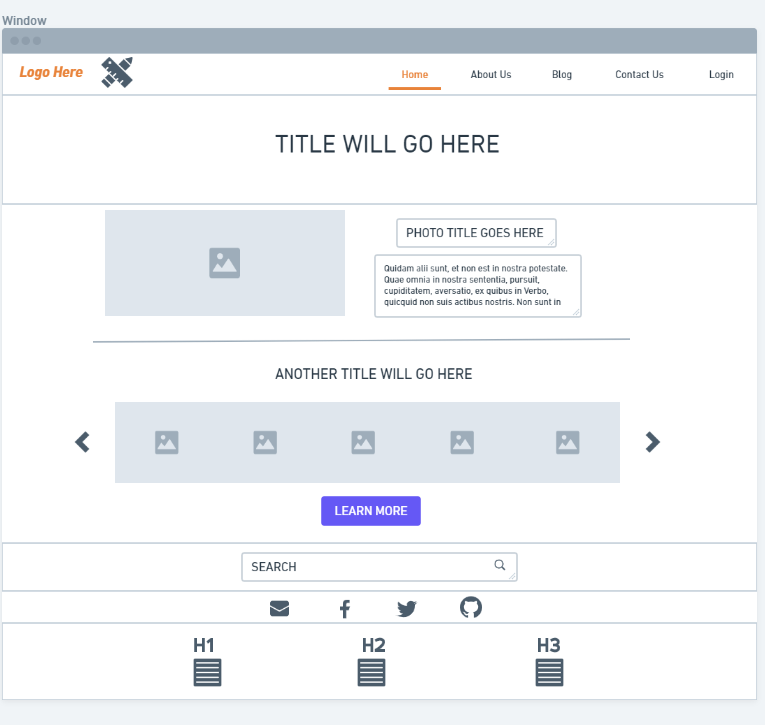 Window
Logo Here
Home
About Us
Blog
Contact Us
Login
TITLE WILL GO HERE
PHOTO TITLE GOES HERE
Quidam alii sunt, et non est in nostra potestate.
Quae omnia in nostra sententia, pursuit,
cupiditatem, aversatio, ex quibus in Verbo,
quicquid non suis actibus nostris. Non sunt in
ANOTHER TITLE WILL GO HERE
LEARN MORE
SEARCH
H1
H2
H3